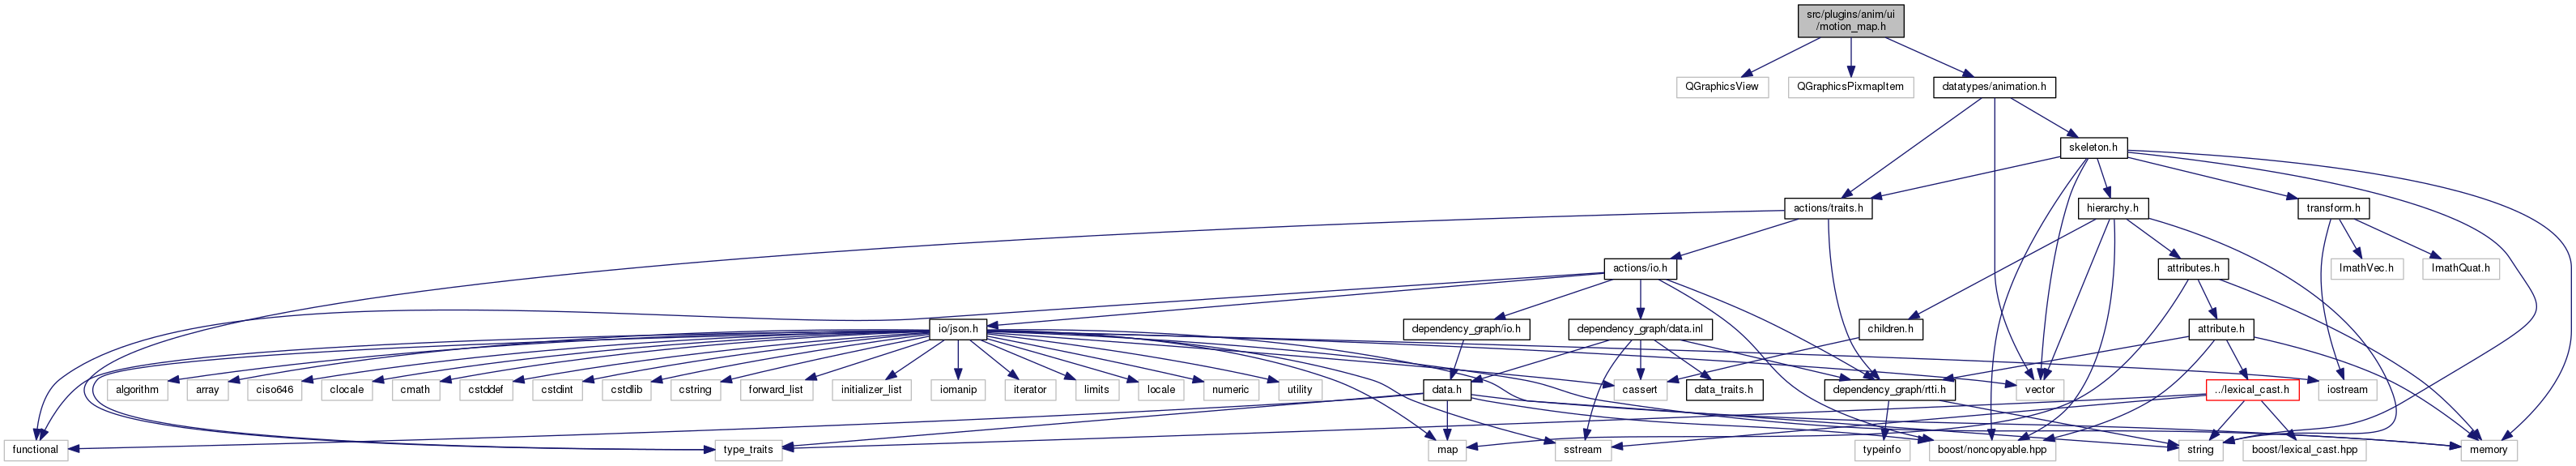 src/plugins/anim/ui
/motion_map.h
QGraphicsView
QGraphicsPixmapItem
datatypes/animation.h
skeleton.h
actions/traits.h
hierarchy.h
transform.h
actions/io.h
attributes.h
ImathVec.h
ImathQuat.h
io/json.h
dependency_graph/io.h
dependency_graph/data.inl
children.h
attribute.h
algorithm
array
ciso646
clocale
cmath
cstddef
cstdint
cstdlib
cstring
forward_list
initializer_list
iomanip
iterator
limits
locale
numeric
utility
data.h
cassert
data_traits.h
dependency_graph/rtti.h
vector
.../lexical_cast.h
iostream
functional
type_traits
map
sstream
typeinfo
boost/noncopyable.hpp
string
boost/lexical_cast.hpp
memory